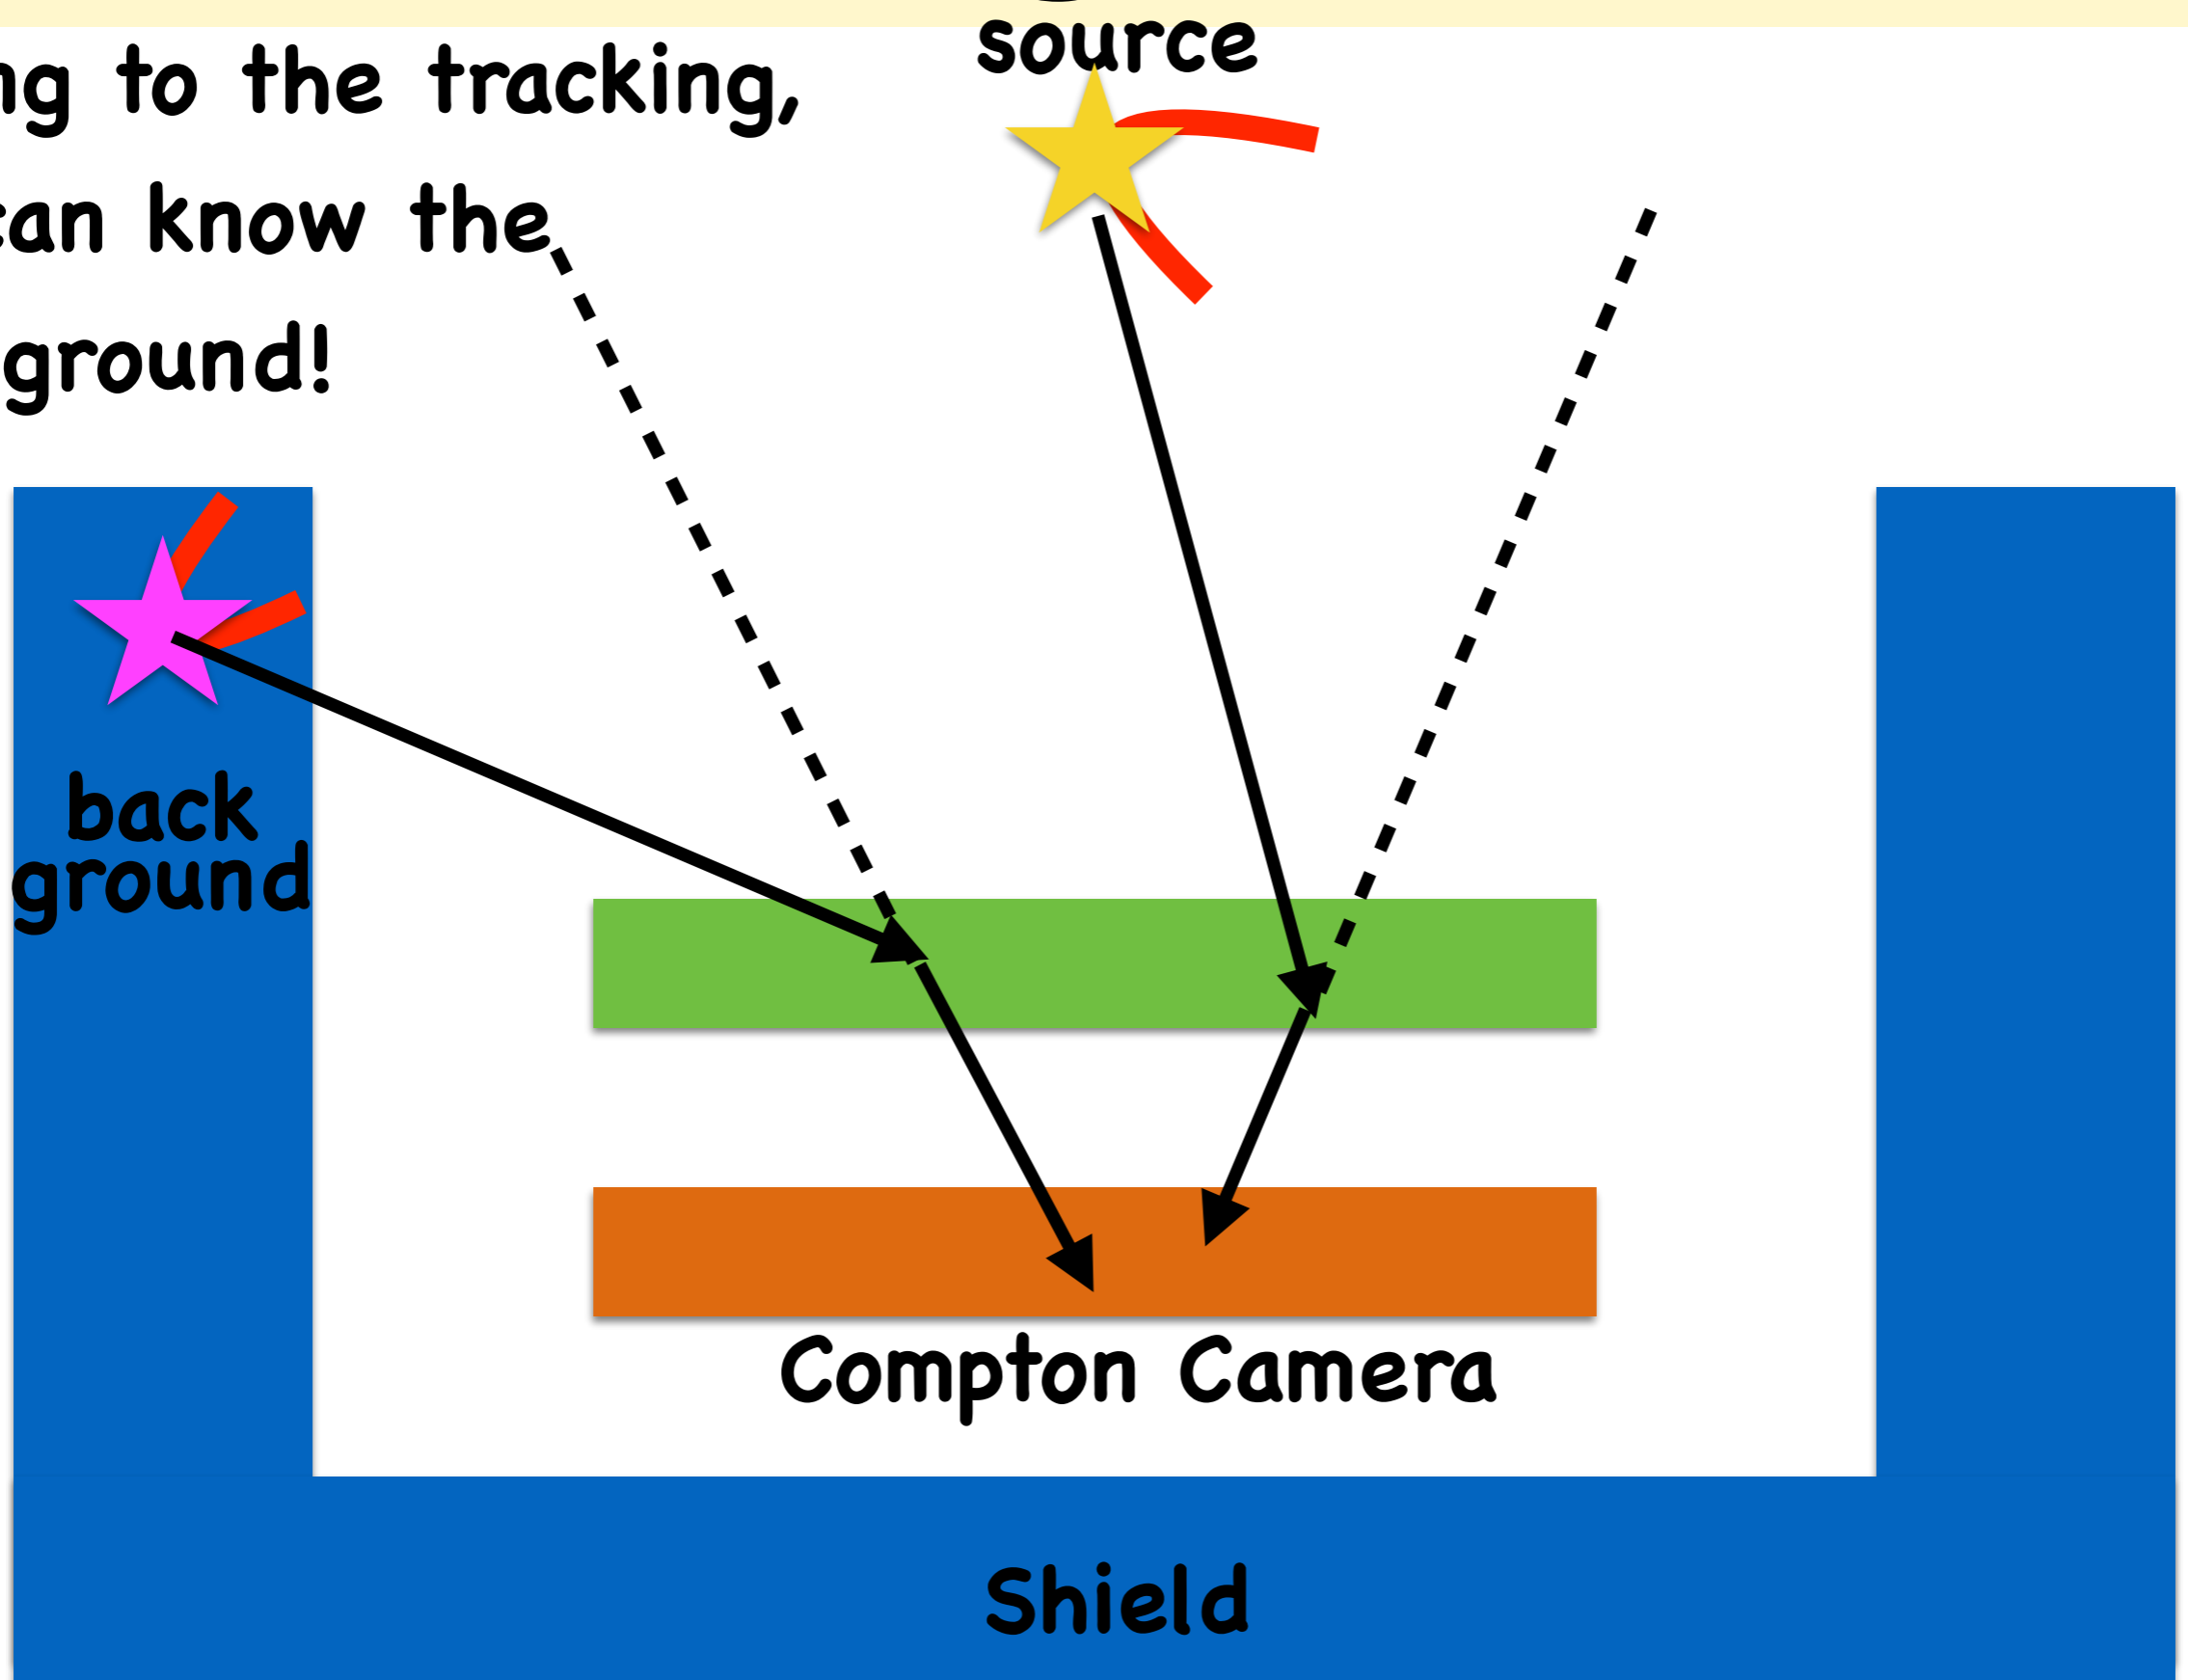 source
ng to the tracking,
can know the
ground!
back
ground
Compton Camera
Shield